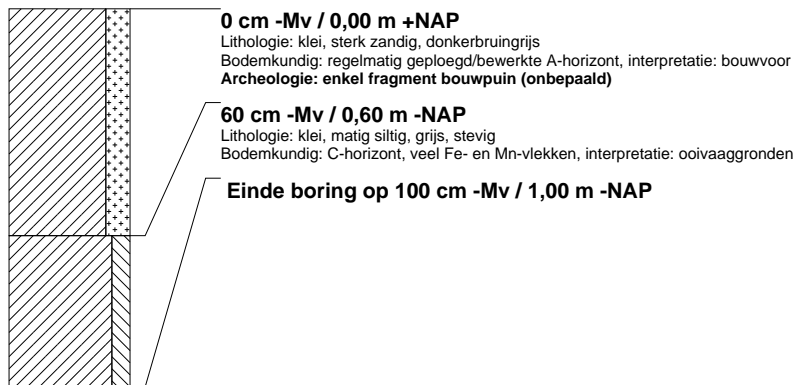 0 cm -Mv / 0,00 m +NAP
Lithologie: klei, sterk zandig, donkerbruingrijs
Bodemkundig: regelmatig geploegd/bewerkte A-horizont, interpretatie: bouwvoor
Archeologie: enkel fragment bouwpuin (onbepaald)
60 cm -Mv / 0,60 m -NAP
Lithologie: klei, matig siltig, grijs, stevig
Bodemkundig: C-horizont, veel Fe- en Mn-vlekken, interpretatie: ooivaaggronden
Einde boring op 100 cm -Mv / 1,00 m -NAP